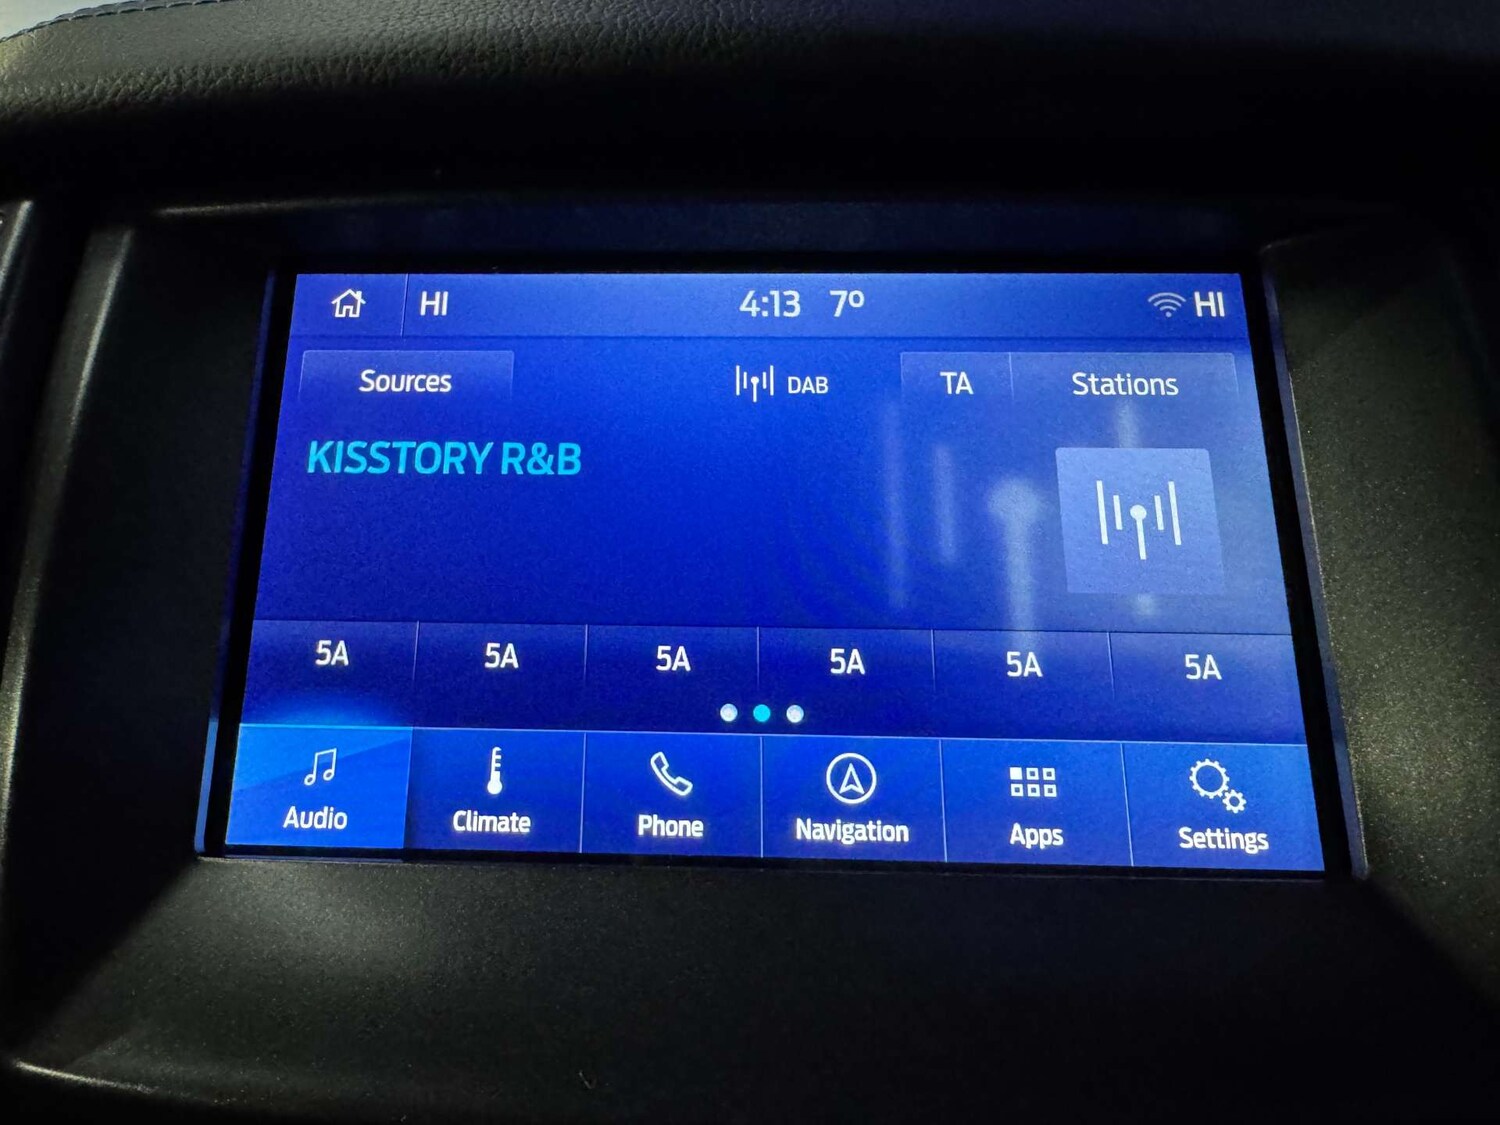 HI 4:13 7º HI
Sources DAB TA Stations
KISSTORY R&B
5A 5A 5A 5A 5A 5A
Audio Climate Phone Navigation Apps Settings